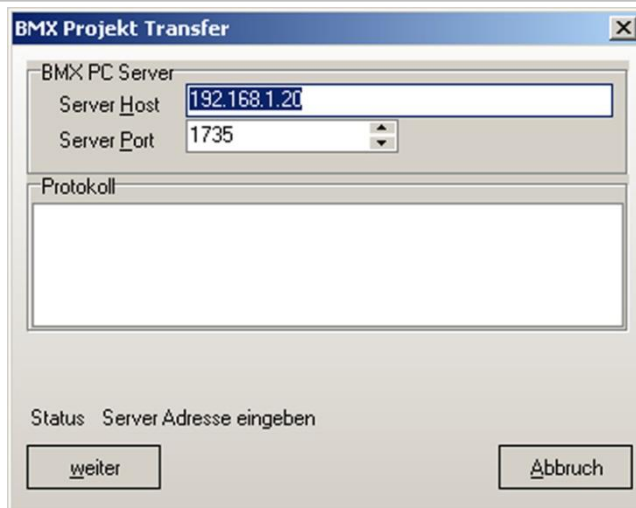 BMX Projekt Transfer
BMX PC Server
Server Host 192.168.1.20
Server Port 1735
Protokoll
Status Server Adresse eingeben
weiter Abbruch